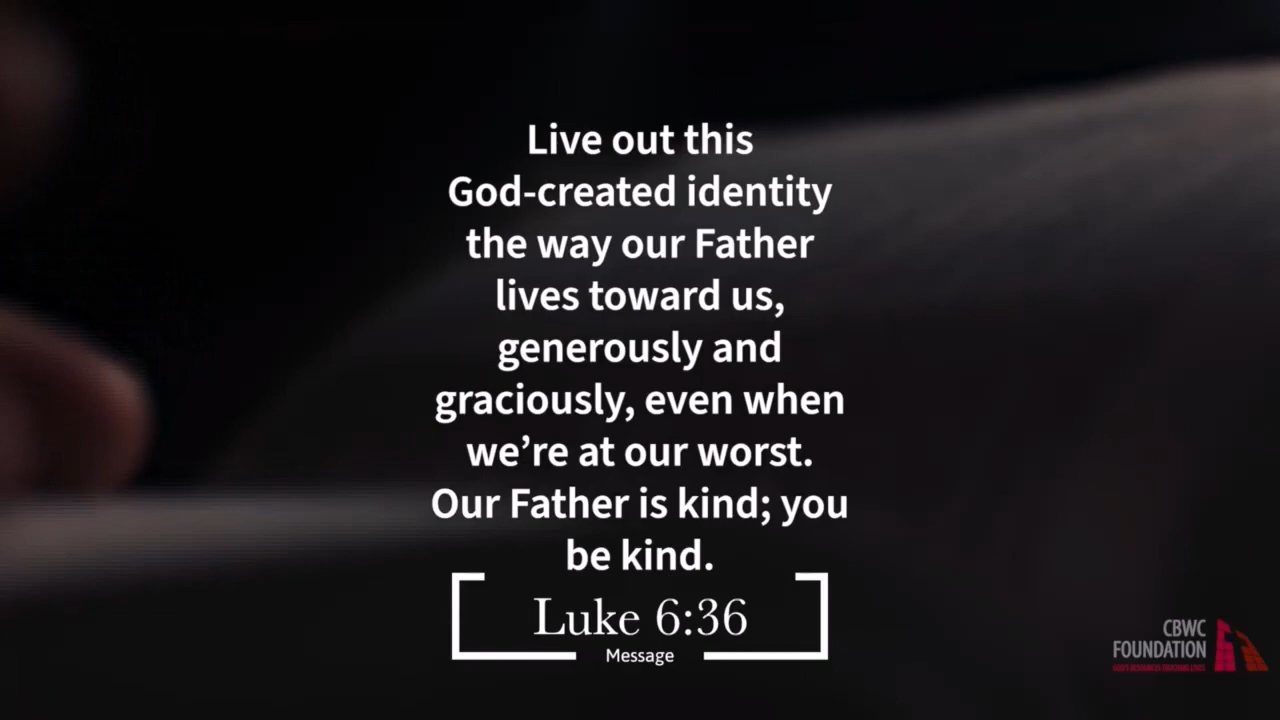 Live out this
God-created identity
the way our Father
lives toward us,
generously and
graciously, even when
we’re at our worst.
Our Father is kind; you
be kind.
Luke 6:36
Message
CBWC
FOUNDATION